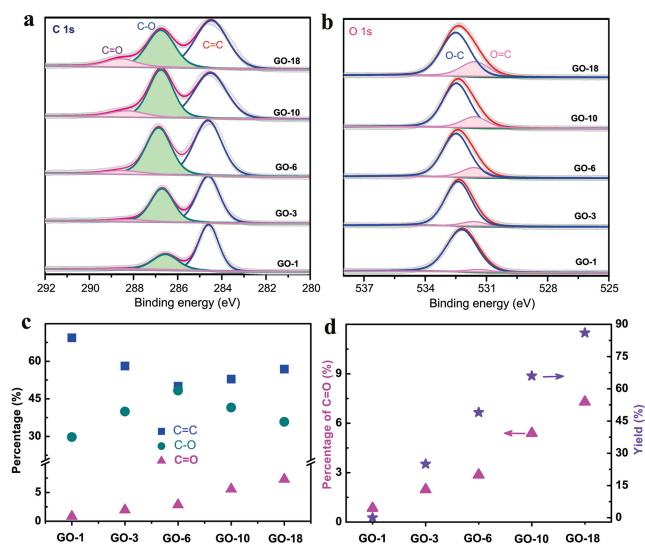 a
C 1s
C=O
C-O
C=C
GO-18
GO-10
GO-6
GO-3
GO-1
292 290 288 286 284 282 280
Binding energy (eV)
b
O 1s
O-C
O=C
GO-18
GO-10
GO-6
GO-3
GO-1
537 534 531 528 525
Binding energy (eV)
c
Percentage (%)
60
45
30
5
0
C=C
C-O
C=O
GO-1 GO-3 GO-6 GO-10 GO-18
d
Percentage of C=O (%)
9
6
3
0
90
75
60
45
30
15
0
Yield (%)
GO-1 GO-3 GO-6 GO-10 GO-18